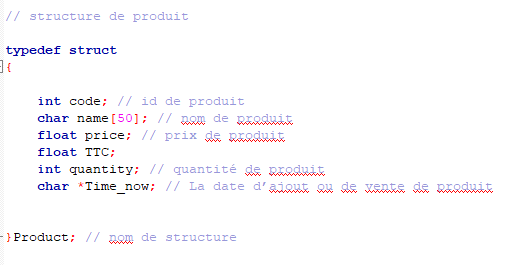 // structure de produit
typedef struct
{
int code; // id de produit
char name[50]; // nom de produit
float price; // prix de produit
float TTC;
int quantity; // quantité de produit
char *Time_now; // La date d’ajout ou de vente de produit
}Product; // nom de structure